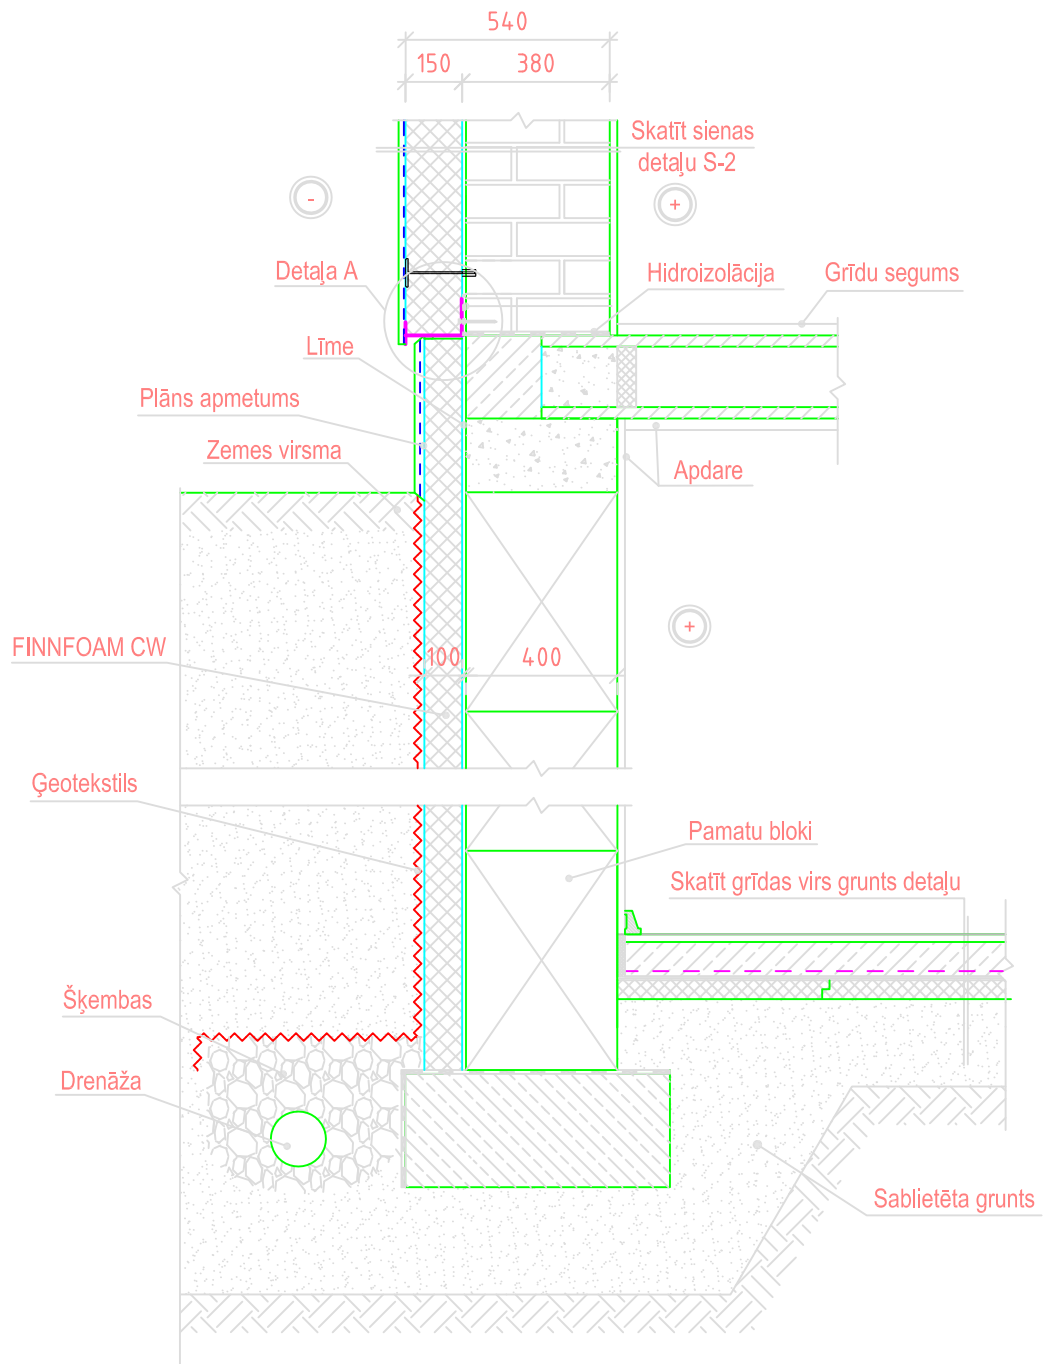 540
150
380
Skatīt sienas
detaļu S-2
-
+
Detaļa A
Hidroizolācija
Grīdu segums
Līme
Plāns apmetums
Zemes virsma
Apdare
+
FINNFOAM CW
100
400
Ģeotekstils
Pamatu bloki
Skatīt grīdas virs grunts detaļu
Šķembas
Drenāža
Sablietēta grunts